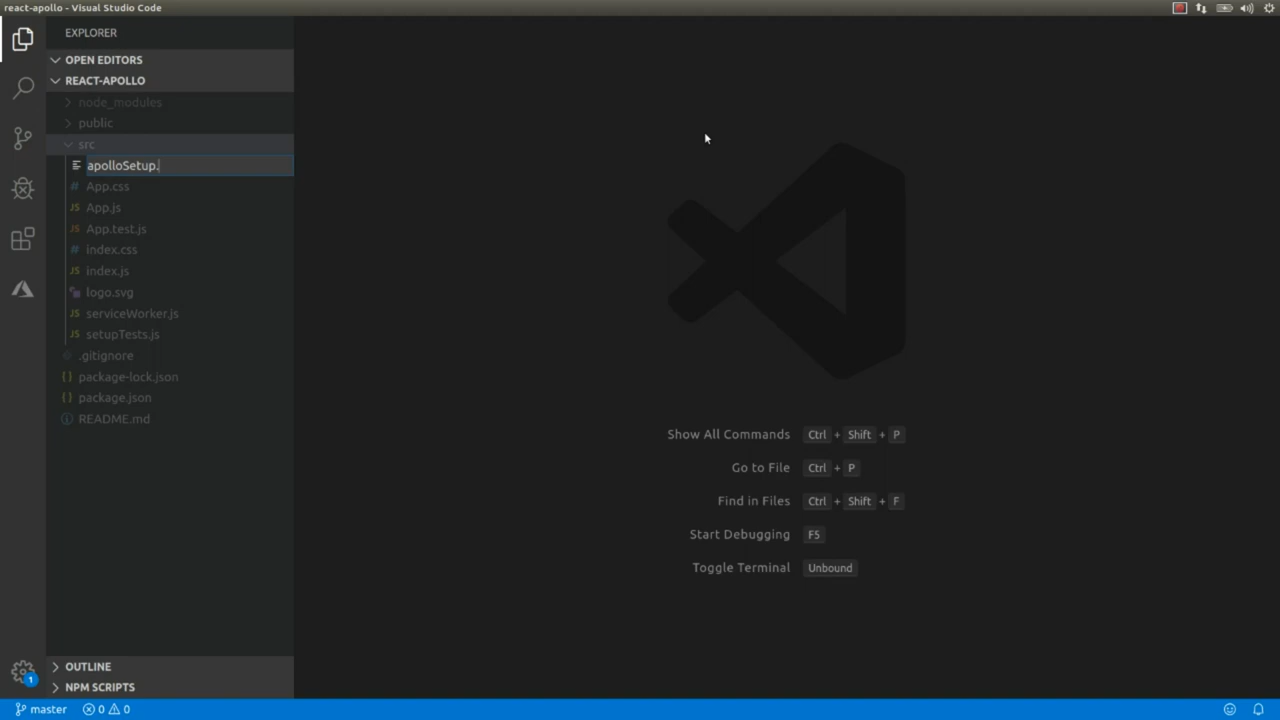 react-apollo - Visual Studio Code
EXPLORER
OPEN EDITORS
REACT-APOLLO
node_modules
public
src
apolloSetup.
App.css
App.js
App.test.js
index.css
index.js
logo.svg
serviceWorker.js
setupTests.js
.gitignore
package-lock.json
package.json
README.md
Show All Commands Ctrl + Shift + P
Go to File Ctrl + P
Find in Files Ctrl + Shift + F
Start Debugging F5
Toggle Terminal Unbound
OUTLINE
1
NPM SCRIPTS
master 0 0